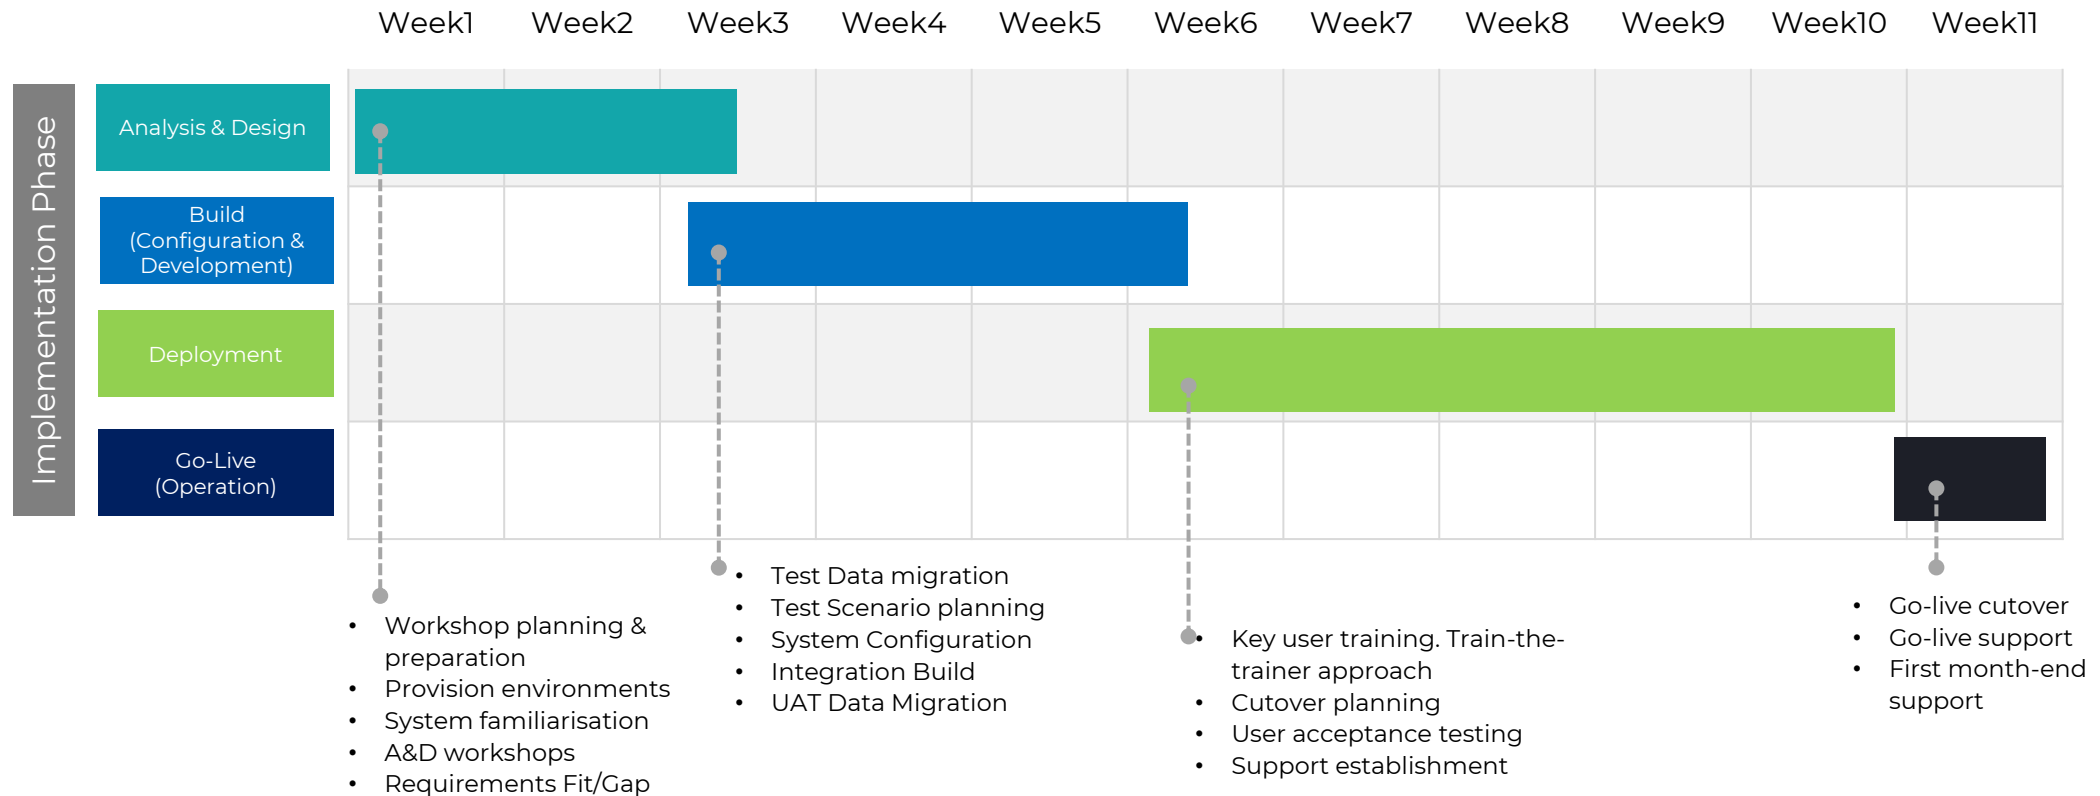 Week1 Week2 Week3 Week4 Week5 Week6 Week7 Week8 Week9 Week10 Week11
Implementation Phase
Analysis & Design
Build
(Configuration &
Development)
Deployment
Go-Live
(Operation)
• Workshop planning &
preparation
• Provision environments
• System familiarisation
• A&D workshops
• Requirements Fit/Gap
• Test Data migration
• Test Scenario planning
• System Configuration
• Integration Build
• UAT Data Migration
• Key user training. Train-the-
trainer approach
• Cutover planning
• User acceptance testing
• Support establishment
• Go-live cutover
• Go-live support
• First month-end
support